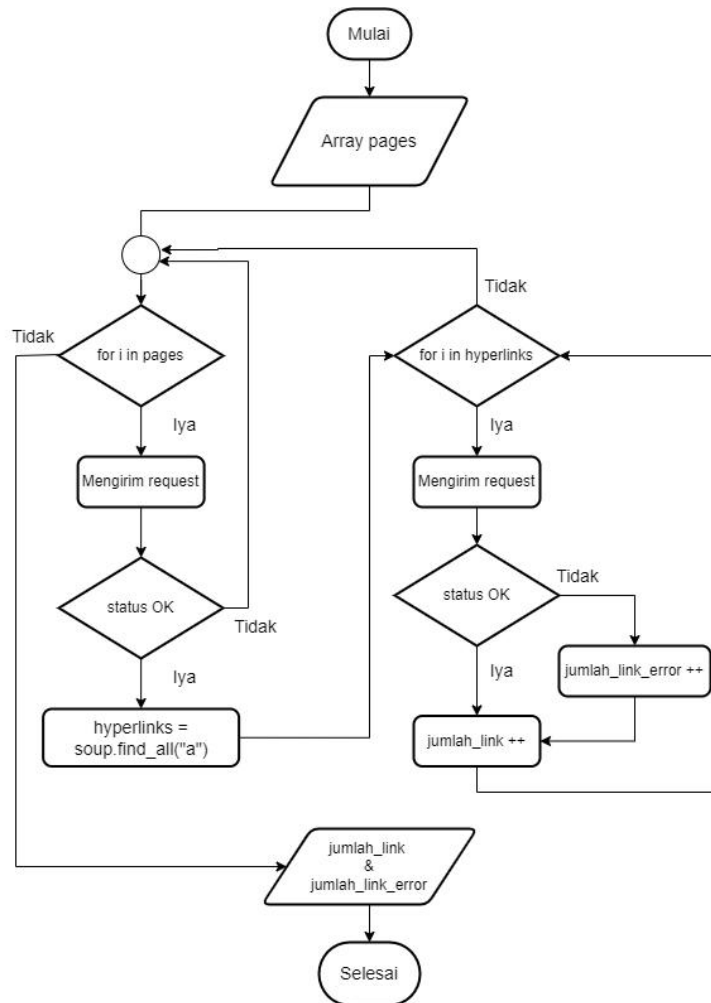 Mulai
Array pages
Tidak
for i in pages
Iya
Mengirim request
status OK
Tidak
Iya
hyperlinks =
soup.find_all("a")
Tidak
for i in hyperlinks
Iya
Mengirim request
status OK
Tidak
jumlah_link_error ++
Iya
jumlah_link ++
jumlah_link
&
jumlah_link_error
Selesai